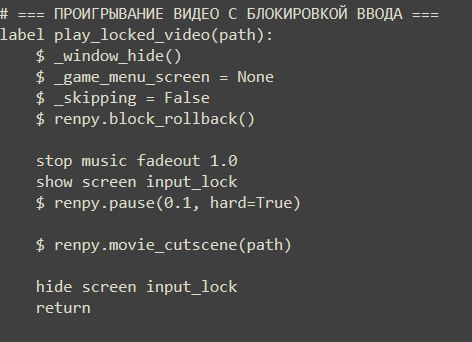 # === ПРОИГРЫВАНИЕ ВИДЕО С БЛОКИРОВКОЙ ВВОДА ===
label play_locked_video(path):
    $ _window_hide()
    $ _game_menu_screen = None
    $ _skipping = False
    $ renpy.block_rollback()

    stop music fadeout 1.0
    show screen input_lock
    $ renpy.pause(0.1, hard=True)

    $ renpy.movie_cutscene(path)

    hide screen input_lock
    return